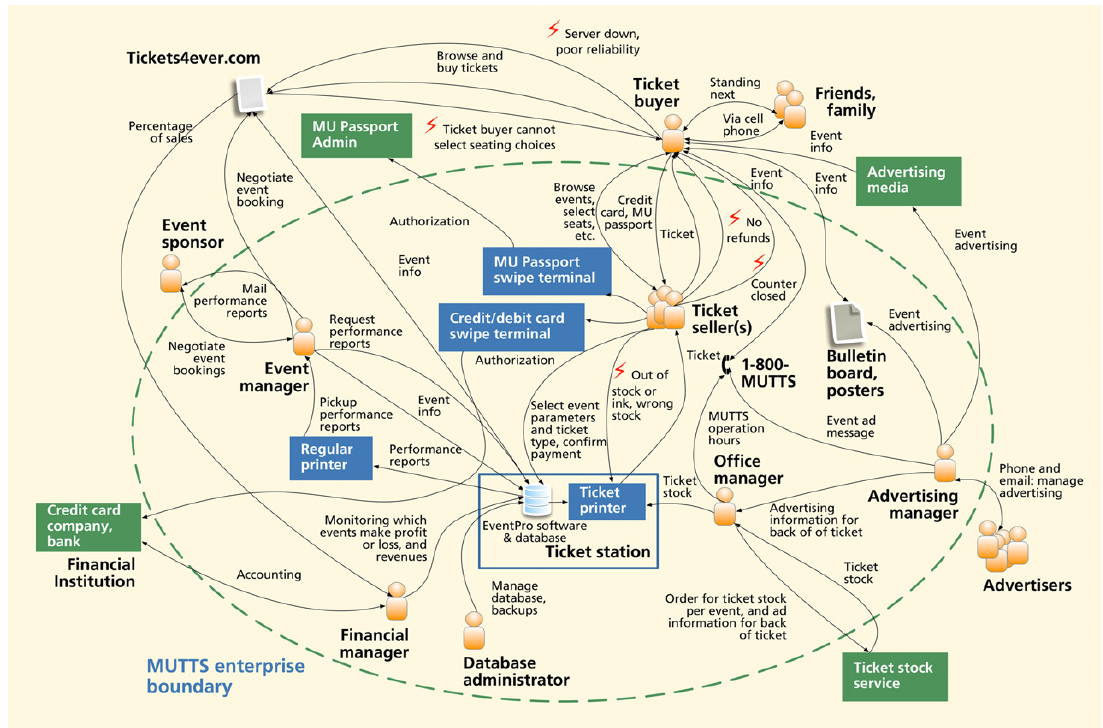 Server down,
poor reliability
Tickets4ever.com
Browse and
buy tickets
Ticket
buyer
Standing
next
Friends,
family
Via cell
phone
Percentage
of sales
MU Passport
Admin
Ticket buyer cannot
select seating choices
Event
info
Advertising
media
Negotiate
event
booking
Authorization
Browse
events,
select
seats,
etc.
Credit
card, MU
passport
Ticket
Event
info
Event
info
No
refunds
Event
advertising
Event
sponsor
Event
info
MU Passport
swipe terminal
Counter
closed
Mail
performance
reports
Request
performance
reports
Credit/debit card
swipe terminal
Ticket
seller(s)
Event
advertising
Negotiate
event
bookings
Event
manager
Authorization
Out of
stock or
ink, wrong
stock
Ticket
1-800-
MUTTS
Bulletin
board,
posters
Pickup
performance
reports
Event
info
Select event
parameters
and ticket
type, confirm
payment
MUTTS
operation
hours
Event ad
message
Regular
printer
Performance
reports
Office
manager
Phone and
email: manage
advertising
Ticket
printer
Ticket
stock
Advertising
manager
Credit card
company,
bank
Financial
Institution
Monitoring which
events make profit
or loss, and
revenues
EventPro software
& database
Ticket station
Advertising
information for
back of of ticket
Advertisers
Accounting
Manage
database,
backups
Ticket
stock
Order for ticket stock
per event, and ad
information for back
of ticket
Financial
manager
Database
administrator
MUTTS enterprise
boundary
Ticket stock
service